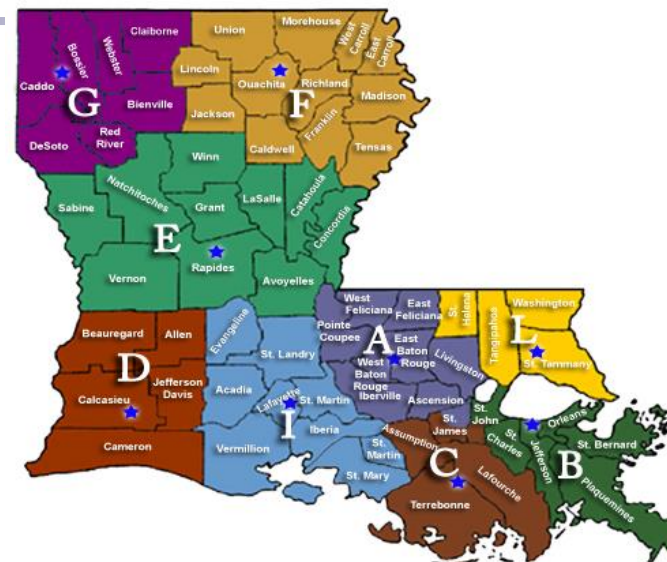 Claiborne
Union
Morehouse
West
Carroll
East
Carroll
Bossier
Webster
Lincoln
Ouachita
Richland
Caddo
G
F
Madison
Bienville
Jackson
Franklin
DeSoto
Red
River
Caldwell
Tensas
Winn
Natchitoches
LaSalle
Catahoula
Sabine
Grant
Concordia
E
Rapides
Vernon
Avoyelles
West
Feliciana
East
Feliciana
St.
Helena
Washington
Tangipahoa
Beauregard
Allen
Evangeline
Pointe
Coupee
A
East
Baton
Rouge
L
St. Landry
Livingston
St. Tammany
D
West
Baton
Rouge
Iberville
Calcasieu
Jefferson
Davis
Acadia
Lafayette
St. Martin
Ascension
St.
John
Orleans
I
Iberia
St.
James
St.
Charles
Jefferson
St. Bernard
Cameron
Vermillion
St.
Martin
Assumption
C
B
St. Mary
Lafourche
Plaquemines
Terrebonne